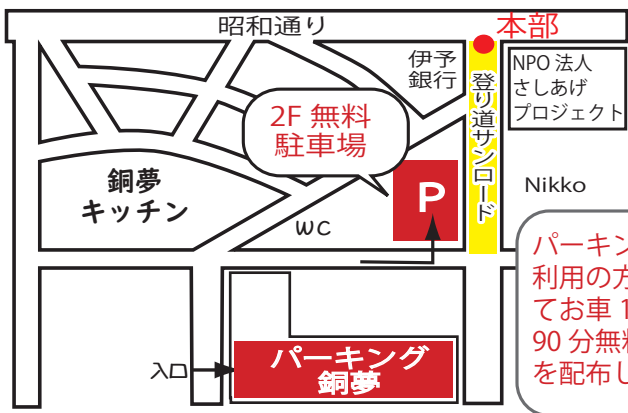 昭和通り
本部
伊予
銀行
登り道サンロード
NPO 法人
さしあげ
プロジェクト
2F 無料
駐車場
P
銅夢
キッチン
WC
Nikko
パーキン
利用の方
てお車 1
90 分無料
を配布し
入口
パーキング
銅夢